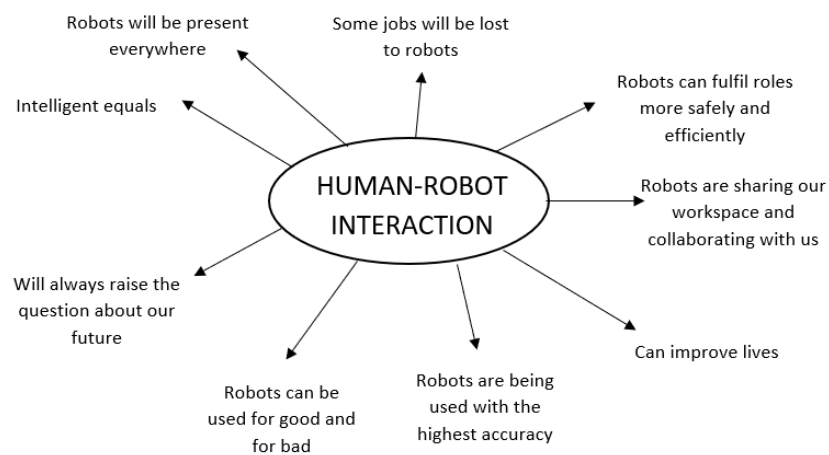 Robots will be present
everywhere
Some jobs will be lost
to robots
Robots can fulfil roles
more safely and
efficiently
Intelligent equals
HUMAN-ROBOT
INTERACTION
Robots are sharing our
workspace and
collaborating with us
Will always raise the
question about our
future
Can improve lives
Robots can be
used for good and
for bad
Robots are being
used with the
highest accuracy